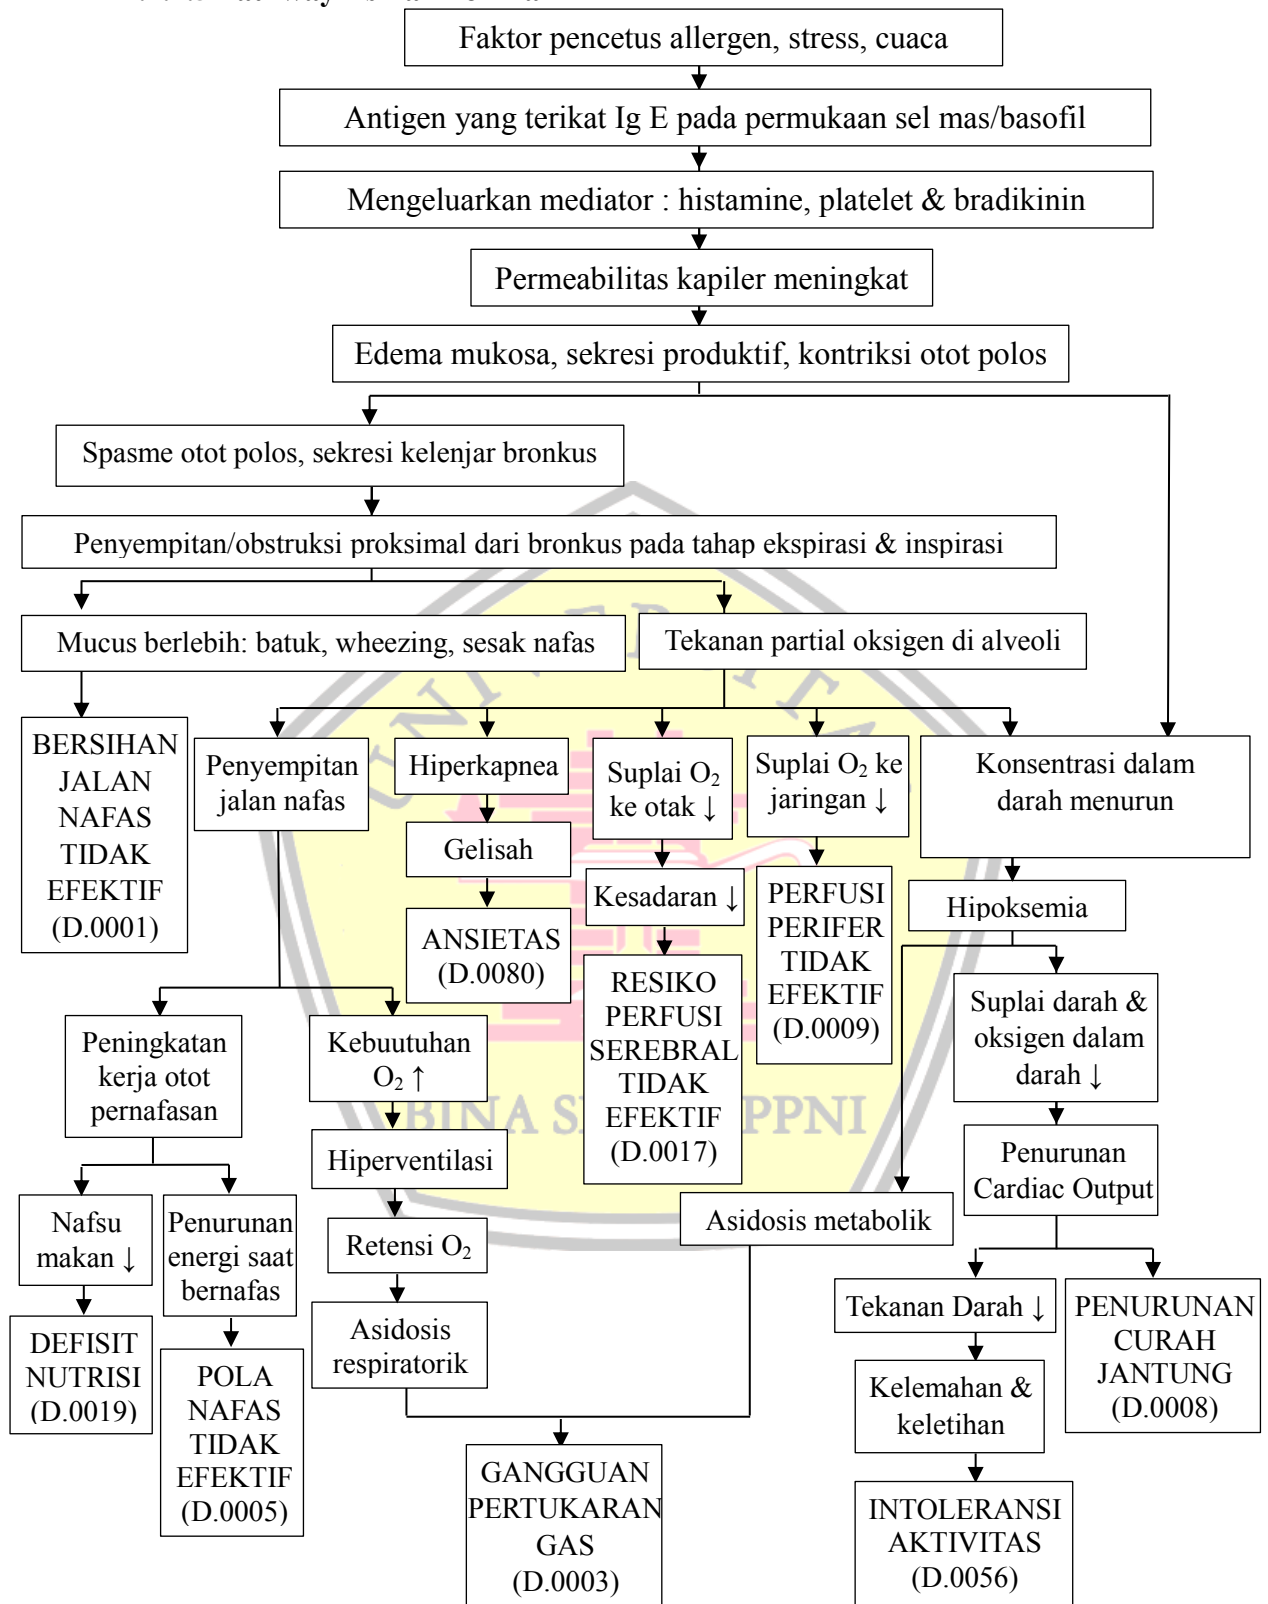 Faktor pencetus allergen, stress, cuaca
Antigen yang terikat Ig E pada permukaan sel mas/basofil
Mengeluarkan mediator : histamine, platelet & bradikinin
Permeabilitas kapiler meningkat
Edema mukosa, sekresi produktif, kontriksi otot polos
Spasme otot polos, sekresi kelenjar bronkus
Penyempitan/obstruksi proksimal dari bronkus pada tahap ekspirasi & inspirasi
Mucus berlebih: batuk, wheezing, sesak nafas
Tekanan partial oksigen di alveoli
BERSIHAN
JALAN
NAFAS
TIDAK
EFEKTIF
(D.0001)
Penyempitan
jalan nafas
Hiperkapnea
Suplai O₂
ke otak ↓
Suplai O₂ ke
jaringan ↓
Konsentrasi dalam
darah menurun
Gelisah
Kesadaran ↓
PERFUSI
PERIFER
TIDAK
EFEKTIF
(D.0009)
Hipoksemia
ANSIETAS
(D.0080)
RESIKO
PERFUSI
SEREBRAL
TIDAK
EFEKTIF
(D.0017)
Suplai darah &
oksigen dalam
darah ↓
Peningkatan
kerja otot
pernafasan
Kebuutuhan
O₂ ↑
Hiperventilasi
Penurunan
Cardiac Output
Nafsu
makan ↓
Penurunan
energi saat
bernafas
Retensi O₂
Asidosis metabolik
DEFISIT
NUTRISI
(D.0019)
POLA
NAFAS
TIDAK
EFEKTIF
(D.0005)
Asidosis
respiratorik
Tekanan Darah ↓
PENURUNAN
CURAH
JANTUNG
(D.0008)
Kelemahan &
keletihan
GANGGUAN
PERTUKARAN
GAS
(D.0003)
INTOLERANSI
AKTIVITAS
(D.0056)
BINA S
PPNI